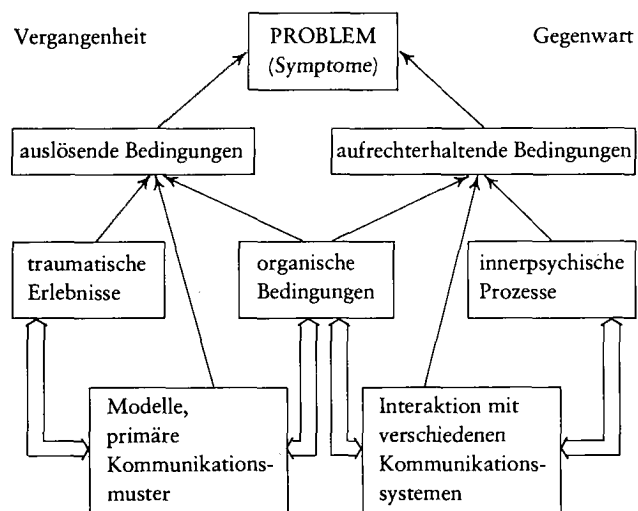 Vergangenheit
PROBLEM
(Symptome)
Gegenwart
auslösende Bedingungen
aufrechterhaltende Bedingungen
traumatische
Erlebnisse
organische
Bedingungen
innerpsychische
Prozesse
Modelle,
primäre
Kommunikations-
muster
Interaktion mit
verschiedenen
Kommunikations-
systemen